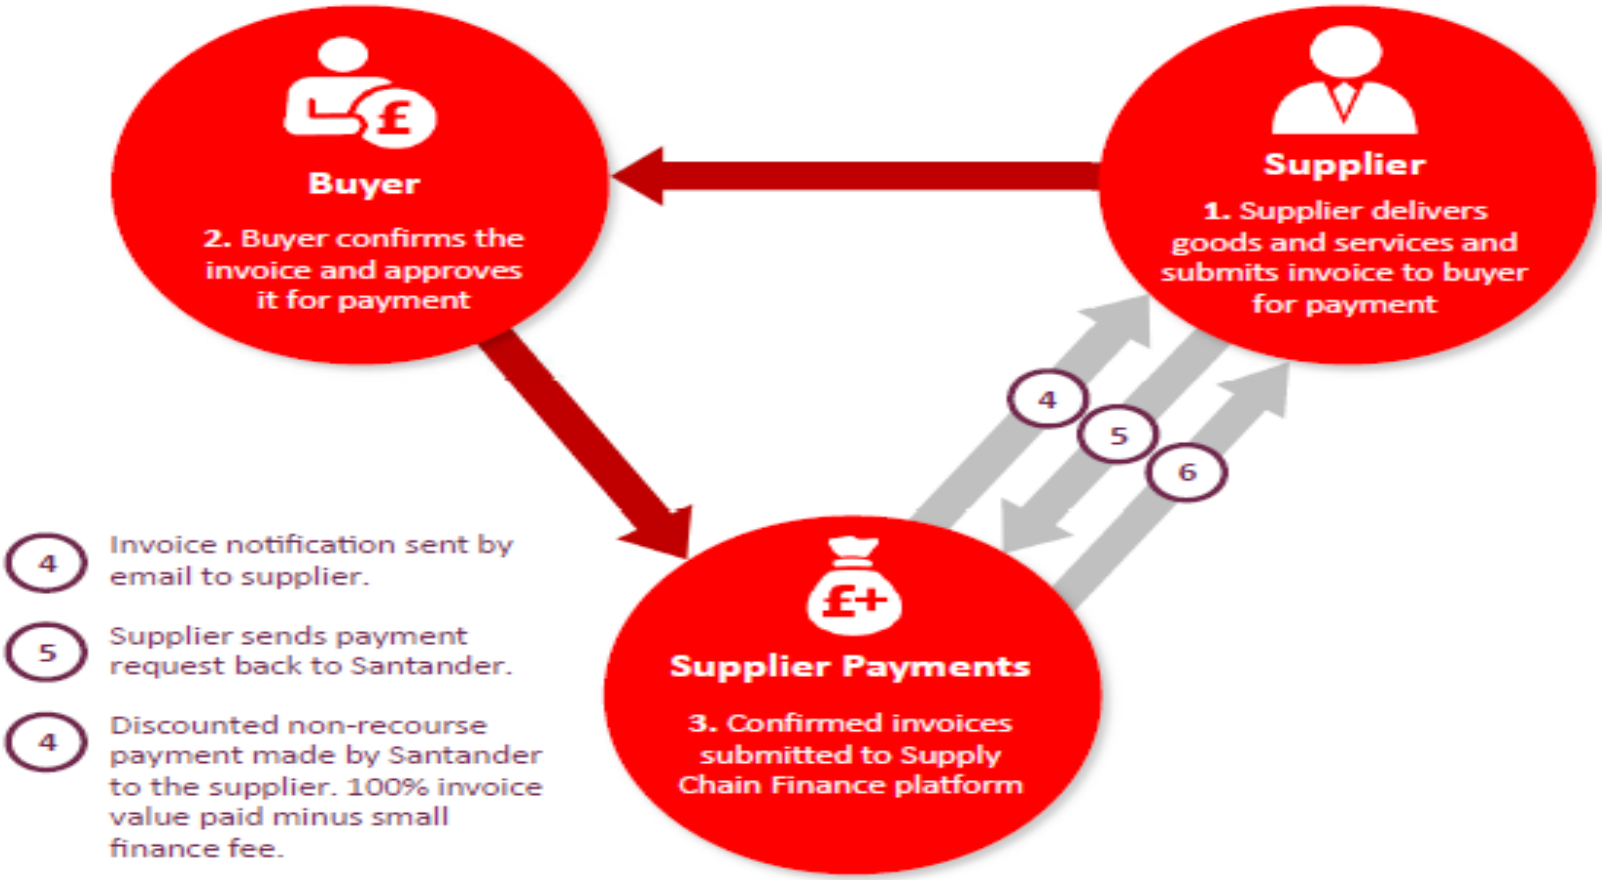 £
Buyer
2. Buyer confirms the
invoice and approves
it for payment
Supplier
1. Supplier delivers
goods and services and
submits invoice to buyer
for payment
4
5
6
£+
Supplier Payments
3. Confirmed invoices
submitted to Supply
Chain Finance platform
4
Invoice notification sent by
email to supplier.
5
Supplier sends payment
request back to Santander.
4
Discounted non-recourse
payment made by Santander
to the supplier. 100% invoice
value paid minus small
finance fee.